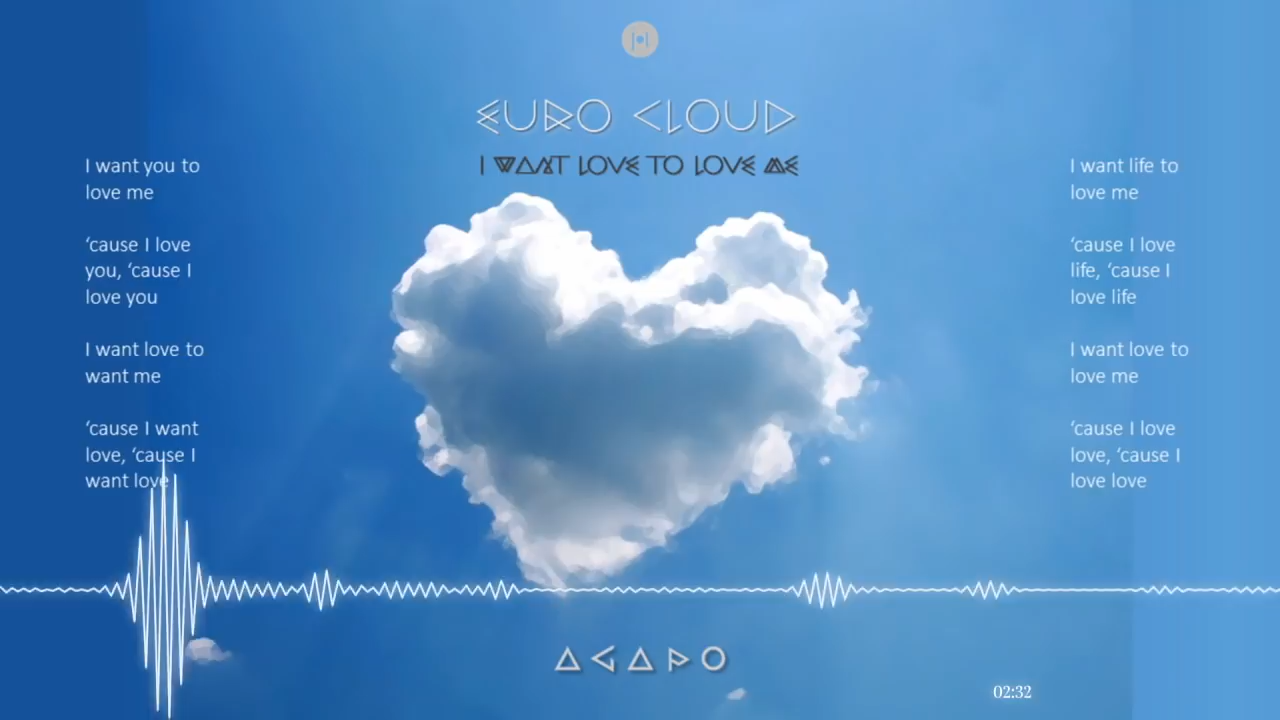 EURO CLOUD
I WANT LOVE TO LOVE ME
I want you to
love me
‘cause I love
you, ‘cause I
love you
I want love to
want me
‘cause I want
love, ‘cause I
want love
I want life to
love me
‘cause I love
life, ‘cause I
love life
I want love to
love me
‘cause I love
love, ‘cause I
love love
AGAPO
02:32